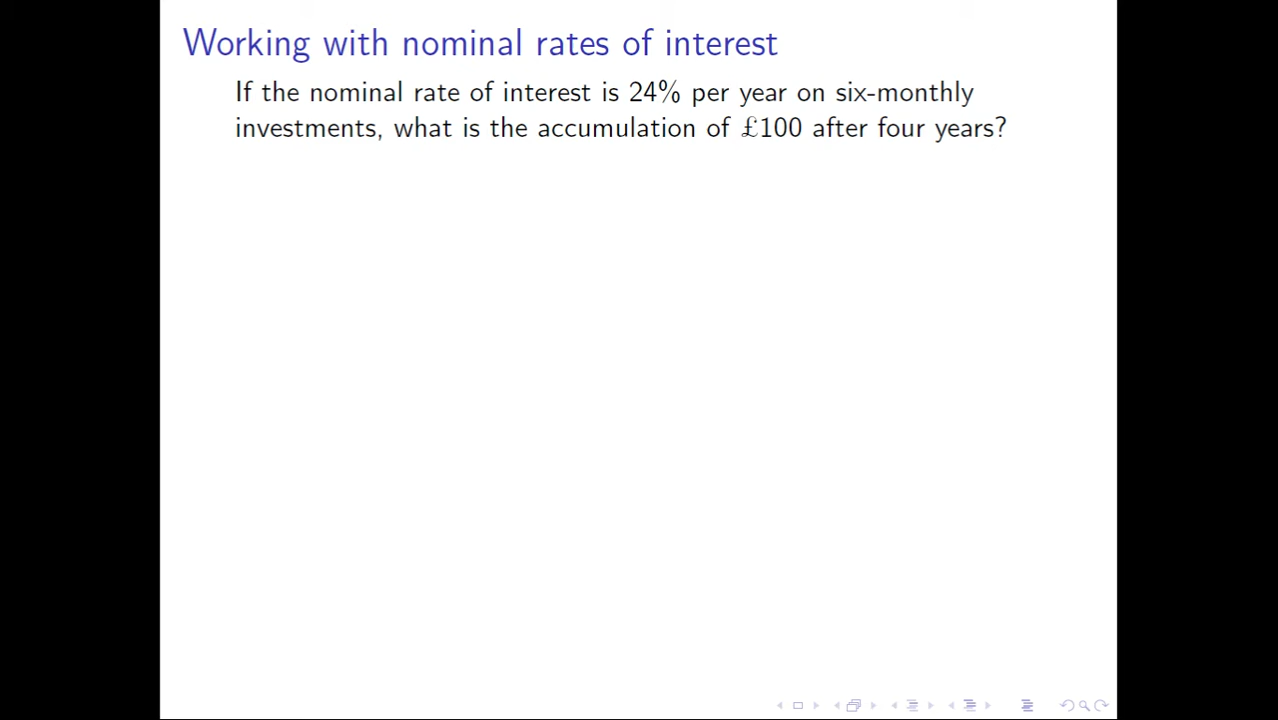 Working with nominal rates of interest
If the nominal rate of interest is 24% per year on six-monthly
investments, what is the accumulation of £100 after four years?